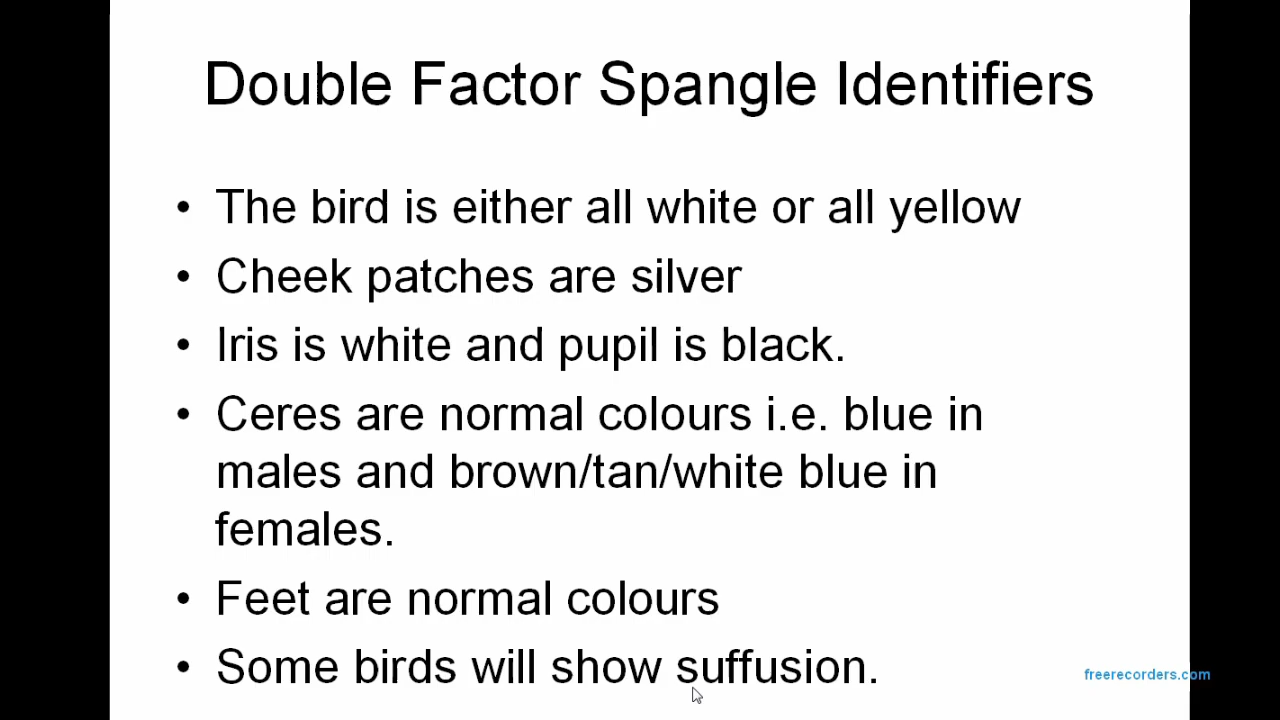 Double Factor Spangle Identifiers
• The bird is either all white or all yellow
• Cheek patches are silver
• Iris is white and pupil is black.
• Ceres are normal colours i.e. blue in
males and brown/tan/white blue in
females.
• Feet are normal colours
• Some birds will show suffusion.
freerecorders.com